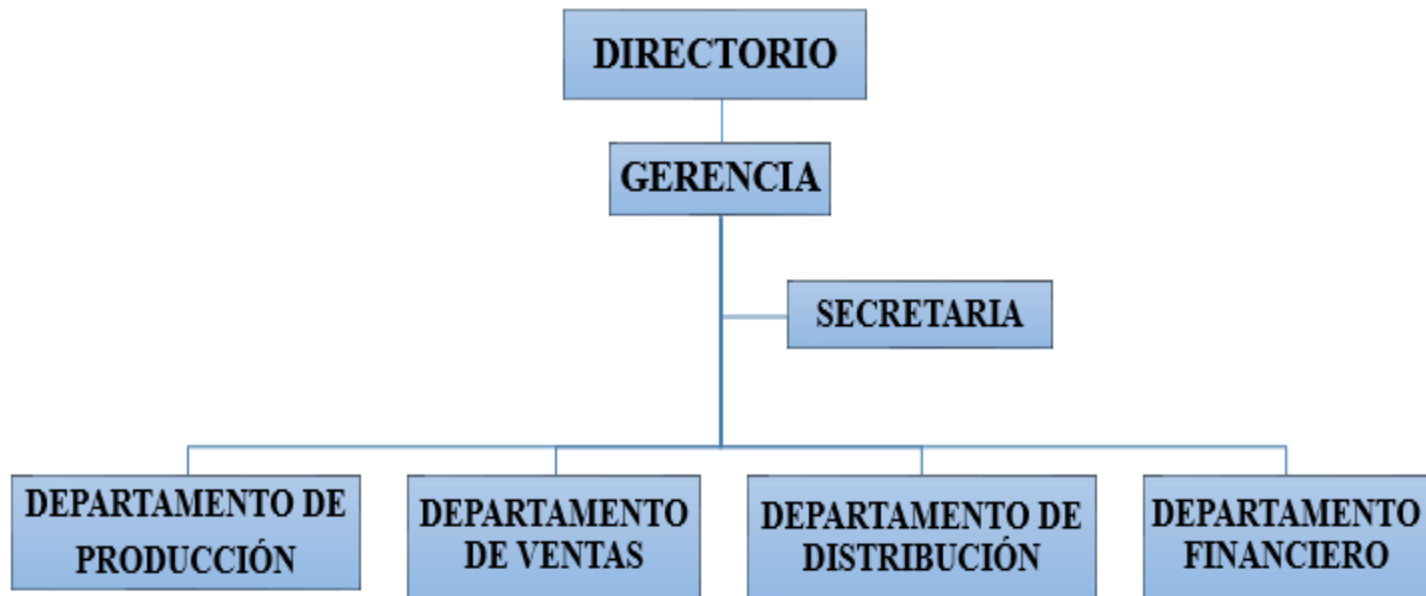 DIRECTORIO
GERENCIA
SECRETARIA
DEPARTAMENTO DE
PRODUCCIÓN
DEPARTAMENTO
DE VENTAS
DEPARTAMENTO DE
DISTRIBUCIÓN
DEPARTAMENTO
FINANCIERO